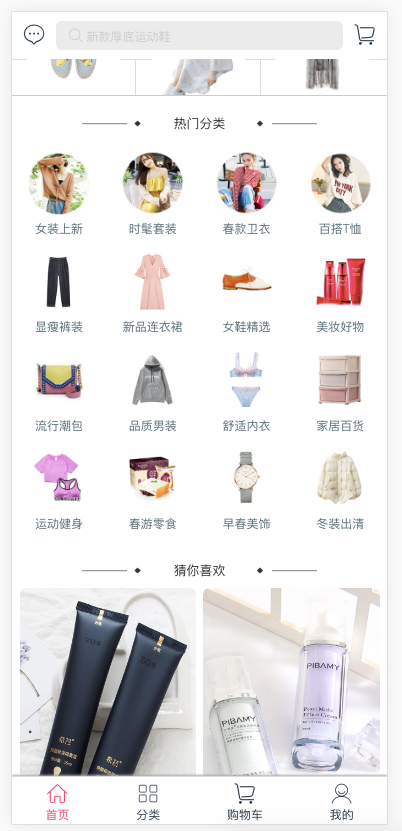 新款厚底运动鞋
热门分类
女装上新 时髦套装 春款卫衣 百搭T恤
显瘦裤装 新品连衣裙 女鞋精选 美妆好物
流行潮包 品质男装 舒适内衣 家居百货
运动健身 春游零食 早春美饰 冬装出清
猜你喜欢
PIBAMY
PIBAMY
首页 分类 购物车 我的